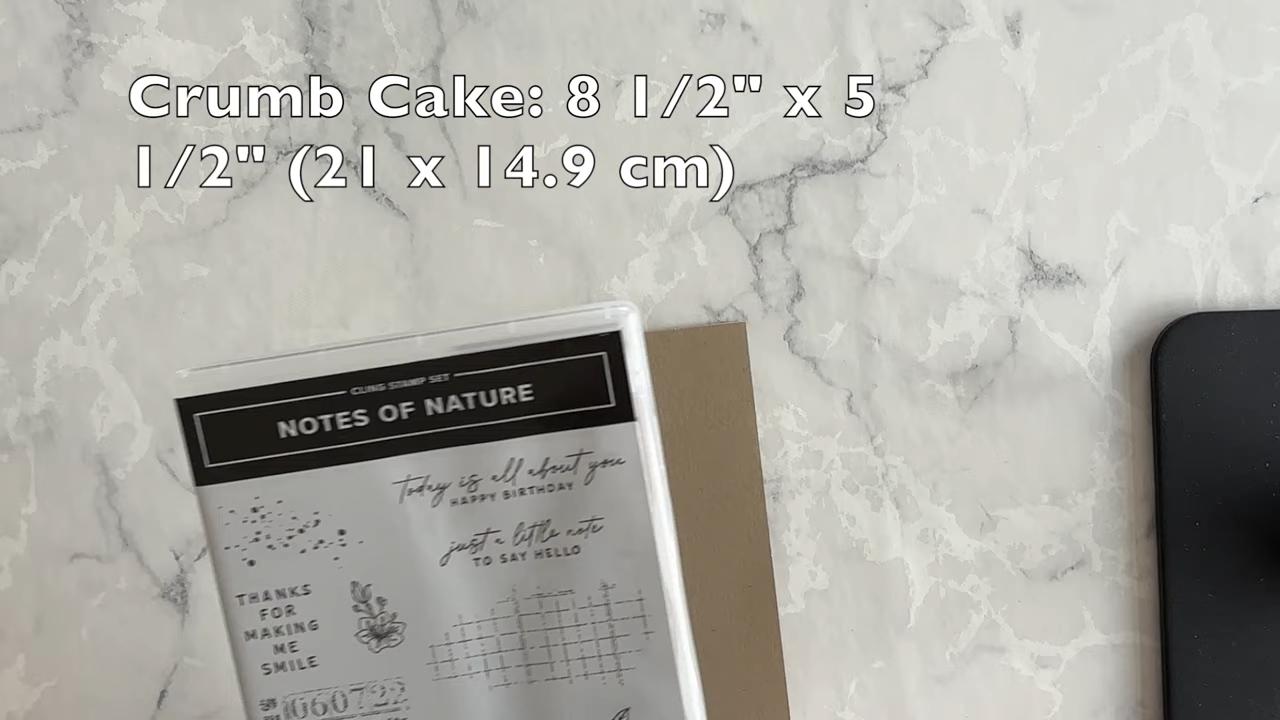 Crumb Cake: 8 1/2" x 5
1/2" (21 x 14.9 cm)
CLING STAMP SET
NOTES OF NATURE
Today is all about you
HAPPY BIRTHDAY
just a little note
TO SAY HELLO
THANKS
FOR
MAKING
ME
SMILE
060722